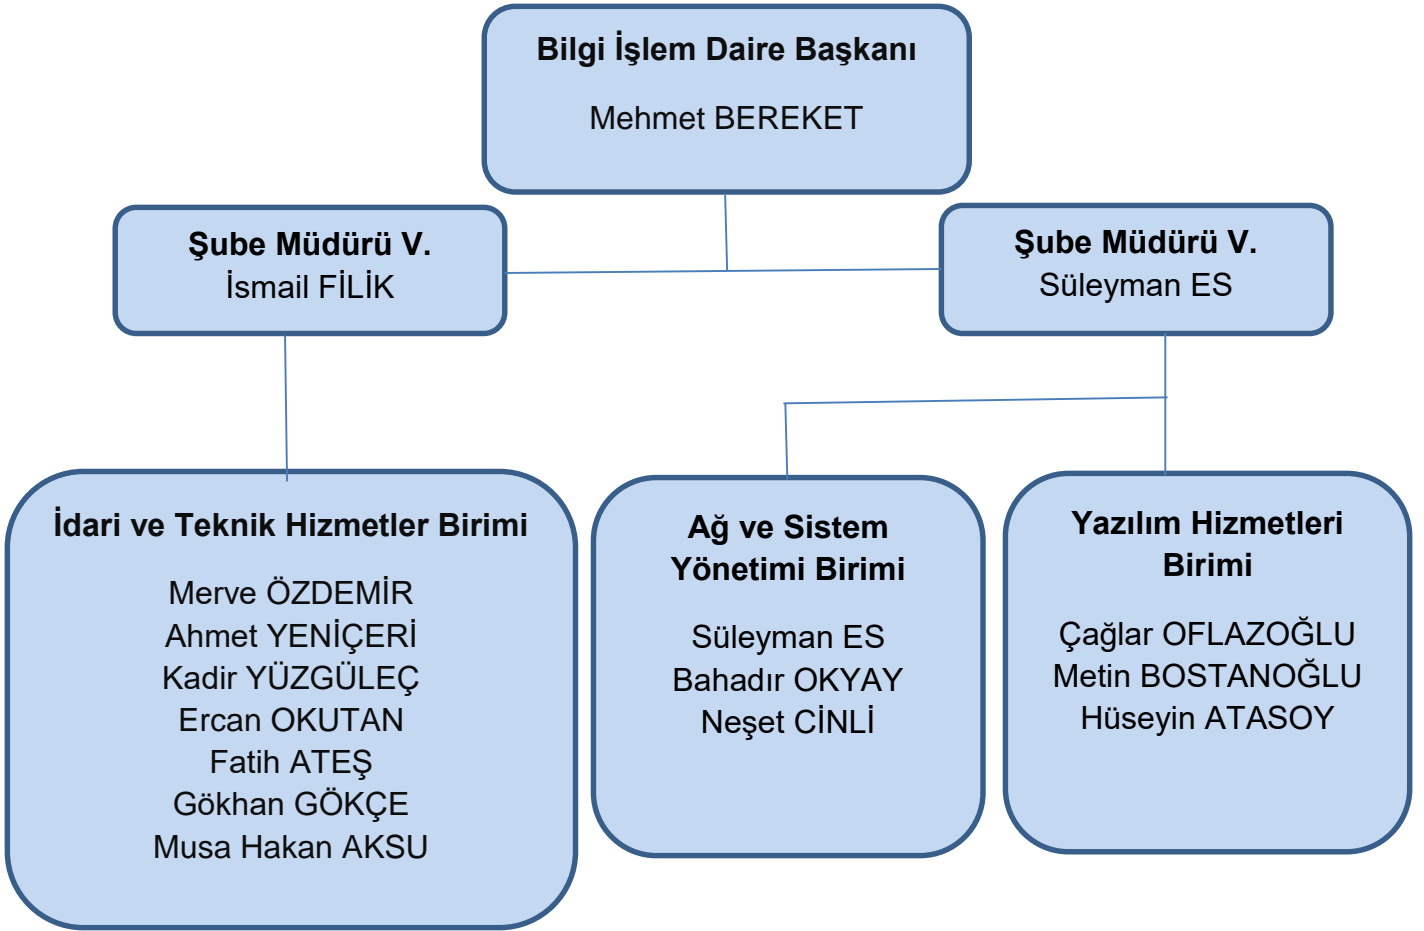 Bilgi İşlem Daire Başkanı
Mehmet BEREKET
Şube Müdürü V.
İsmail FİLİK
Şube Müdürü V.
Süleyman ES
İdari ve Teknik Hizmetler Birimi
Merve ÖZDEMİR
Ahmet YENİÇERİ
Kadir YÜZGÜLEÇ
Ercan OKUTAN
Fatih ATEŞ
Gökhan GÖKÇE
Musa Hakan AKSU
Ağ ve Sistem
Yönetimi Birimi
Süleyman ES
Bahadır OKYAY
Neşet CİNLİ
Yazılım Hizmetleri
Birimi
Çağlar OFLAZOĞLU
Metin BOSTANOĞLU
Hüseyin ATASOY